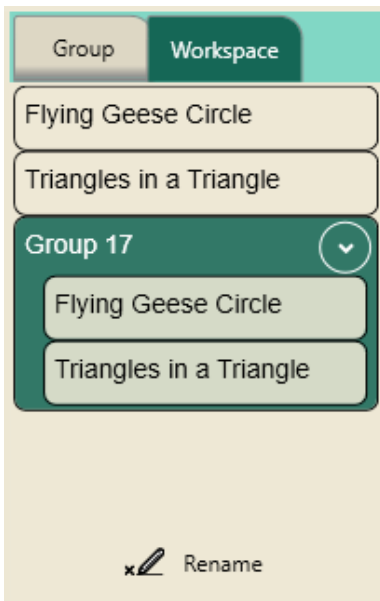 Group Workspace
Flying Geese Circle
Triangles in a Triangle
Group 17
Flying Geese Circle
Triangles in a Triangle
Rename